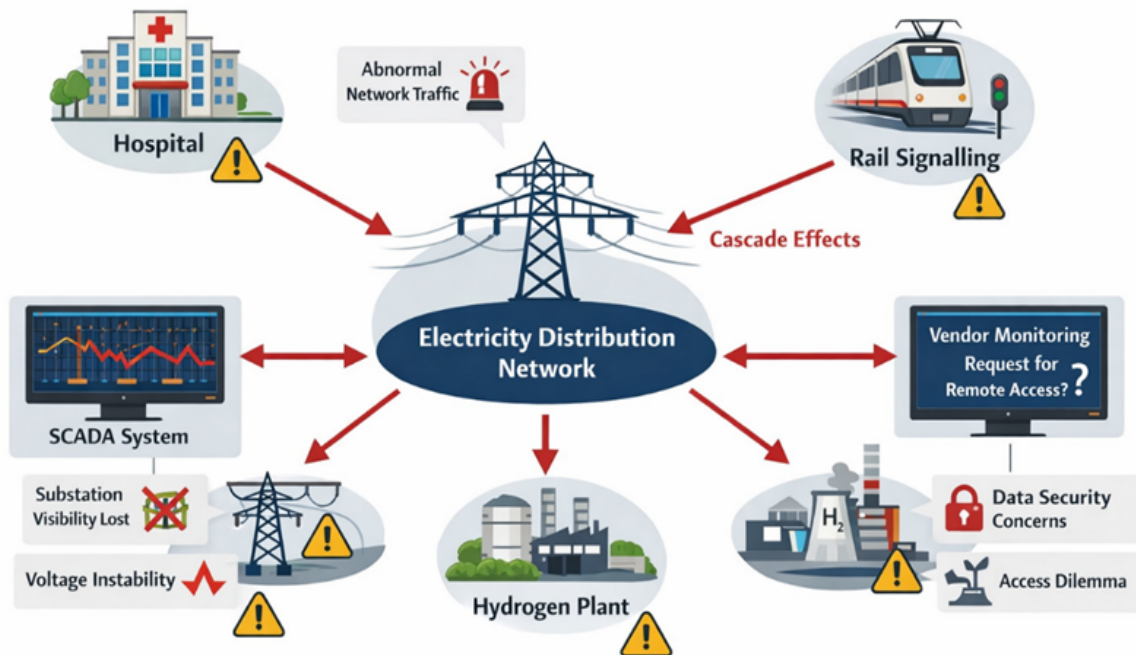 Hospital
Abnormal
Network Traffic
Rail Signalling
Cascade Effects
Electricity Distribution
Network
SCADA System
Vendor Monitoring
Request for
Remote Access?
?
Substation
Visibility Lost
Voltage Instability
Hydrogen Plant
H₂
Data Security
Concerns
Access Dilemma